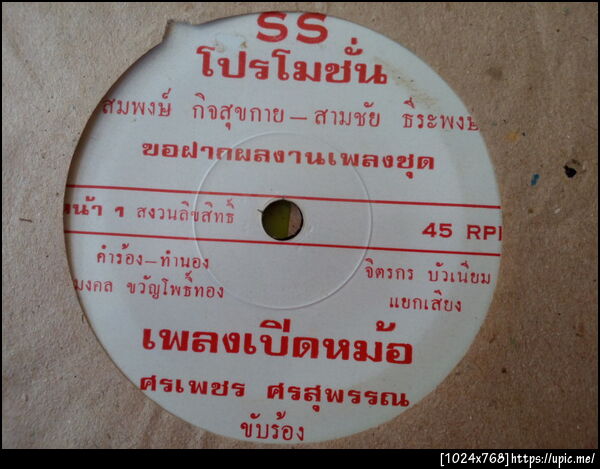 SS
โปรโมชั่น
สมพงษ์ กิจสุขกาย – สามชัย ธีระพงษ์
ขอฝากผลงานเพลงชุด
หน้า 1 สงวนลิขสิทธิ์
45 RPM
คำร้อง – ทำนอง
มงคล ขวัญโพธ์ทอง
จิตรกร บัวเนียม
แยกเสียง
เพลงเปิดหม้อ
ศรเพชร ศรสุพรรณ
ขับร้อง
[1024x768]https://upic.me/